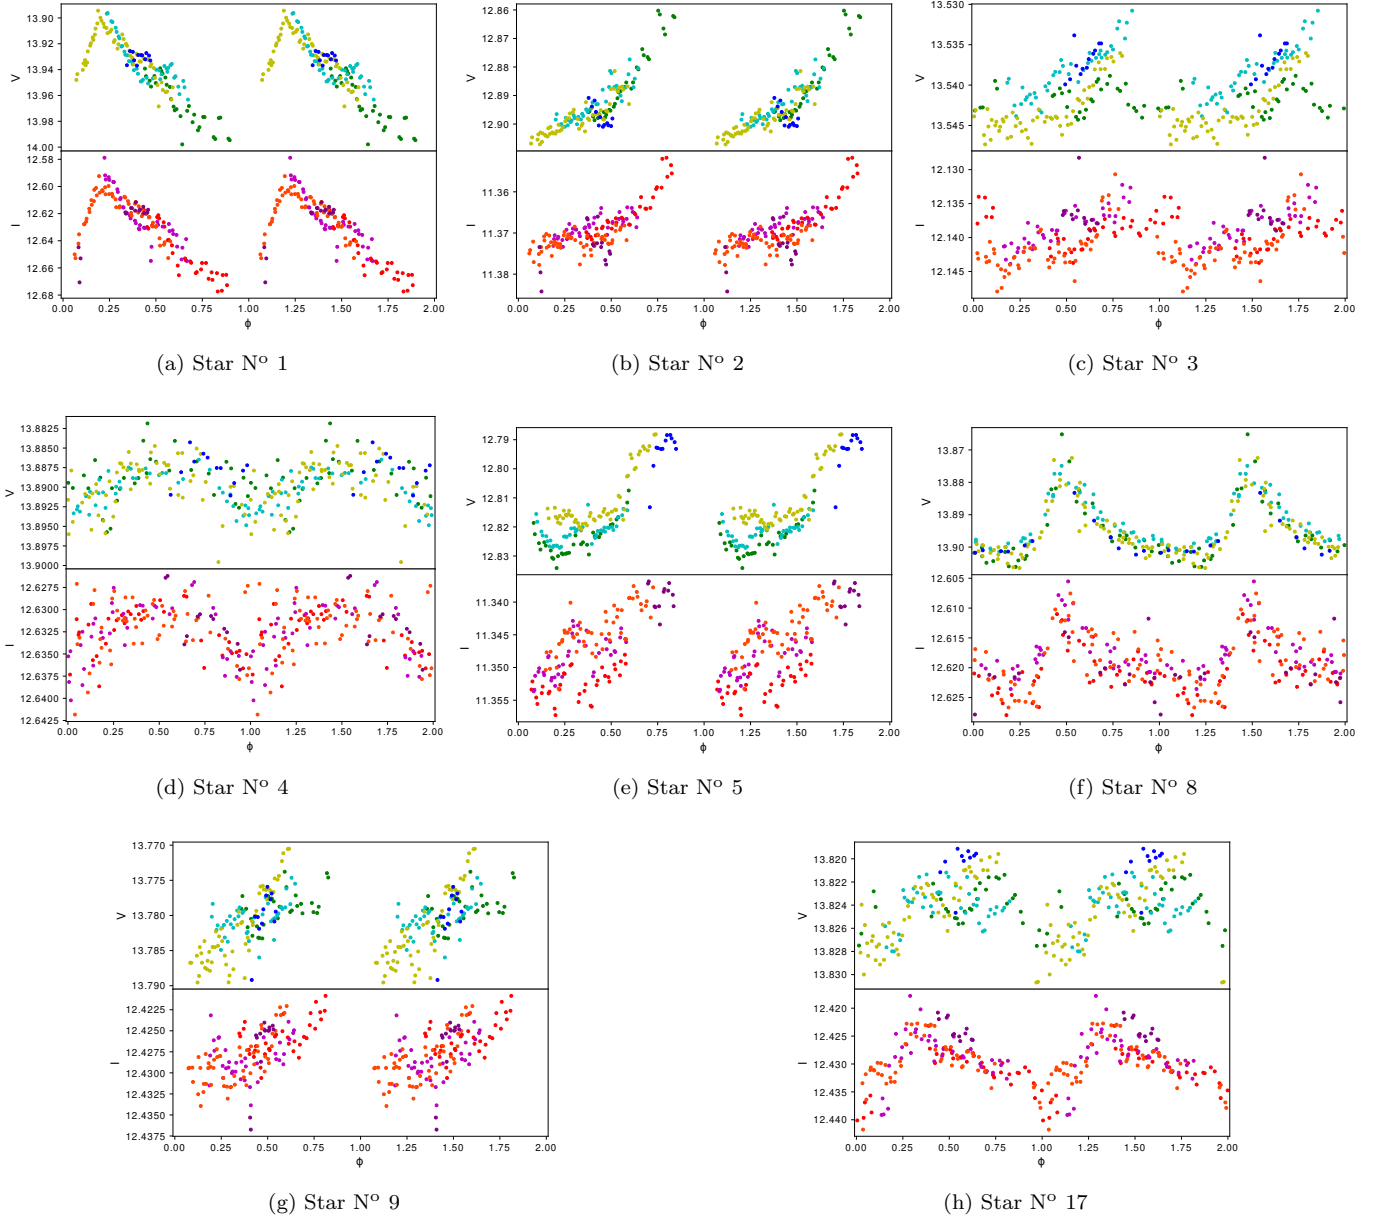 13.90
13.92
13.94
13.96
13.98
14.00
V
12.58
12.60
12.62
12.64
12.66
12.68
I
0.00 0.25 0.50 0.75 1.00 1.25 1.50 1.75 2.00
ϕ
(a) Star Nº 1
12.86
12.87
12.88
12.89
12.90
V
11.36
11.37
11.38
I
0.00 0.25 0.50 0.75 1.00 1.25 1.50 1.75 2.00
ϕ
(b) Star Nº 2
13.530
13.535
13.540
13.545
V
12.130
12.135
12.140
12.145
I
0.00 0.25 0.50 0.75 1.00 1.25 1.50 1.75 2.00
ϕ
(c) Star Nº 3
13.8825
13.8850
13.8875
13.8900
13.8925
13.8950
13.8975
13.9000
V
12.6275
12.6300
12.6325
12.6350
12.6375
12.6400
12.6425
I
0.00 0.25 0.50 0.75 1.00 1.25 1.50 1.75 2.00
ϕ
(d) Star Nº 4
12.79
12.80
12.81
12.82
12.83
V
11.340
11.345
11.350
11.355
I
0.00 0.25 0.50 0.75 1.00 1.25 1.50 1.75 2.00
ϕ
(e) Star Nº 5
13.87
13.88
13.89
13.90
V
12.605
12.610
12.615
12.620
12.625
I
0.00 0.25 0.50 0.75 1.00 1.25 1.50 1.75 2.00
ϕ
(f) Star Nº 8
13.770
13.775
13.780
13.785
13.790
V
12.4225
12.4250
12.4275
12.4300
12.4325
12.4350
12.4375
I
0.00 0.25 0.50 0.75 1.00 1.25 1.50 1.75 2.00
ϕ
(g) Star Nº 9
13.820
13.822
13.824
13.826
13.828
13.830
V
12.420
12.425
12.430
12.435
12.440
I
0.00 0.25 0.50 0.75 1.00 1.25 1.50 1.75 2.00
ϕ
(h) Star Nº 17